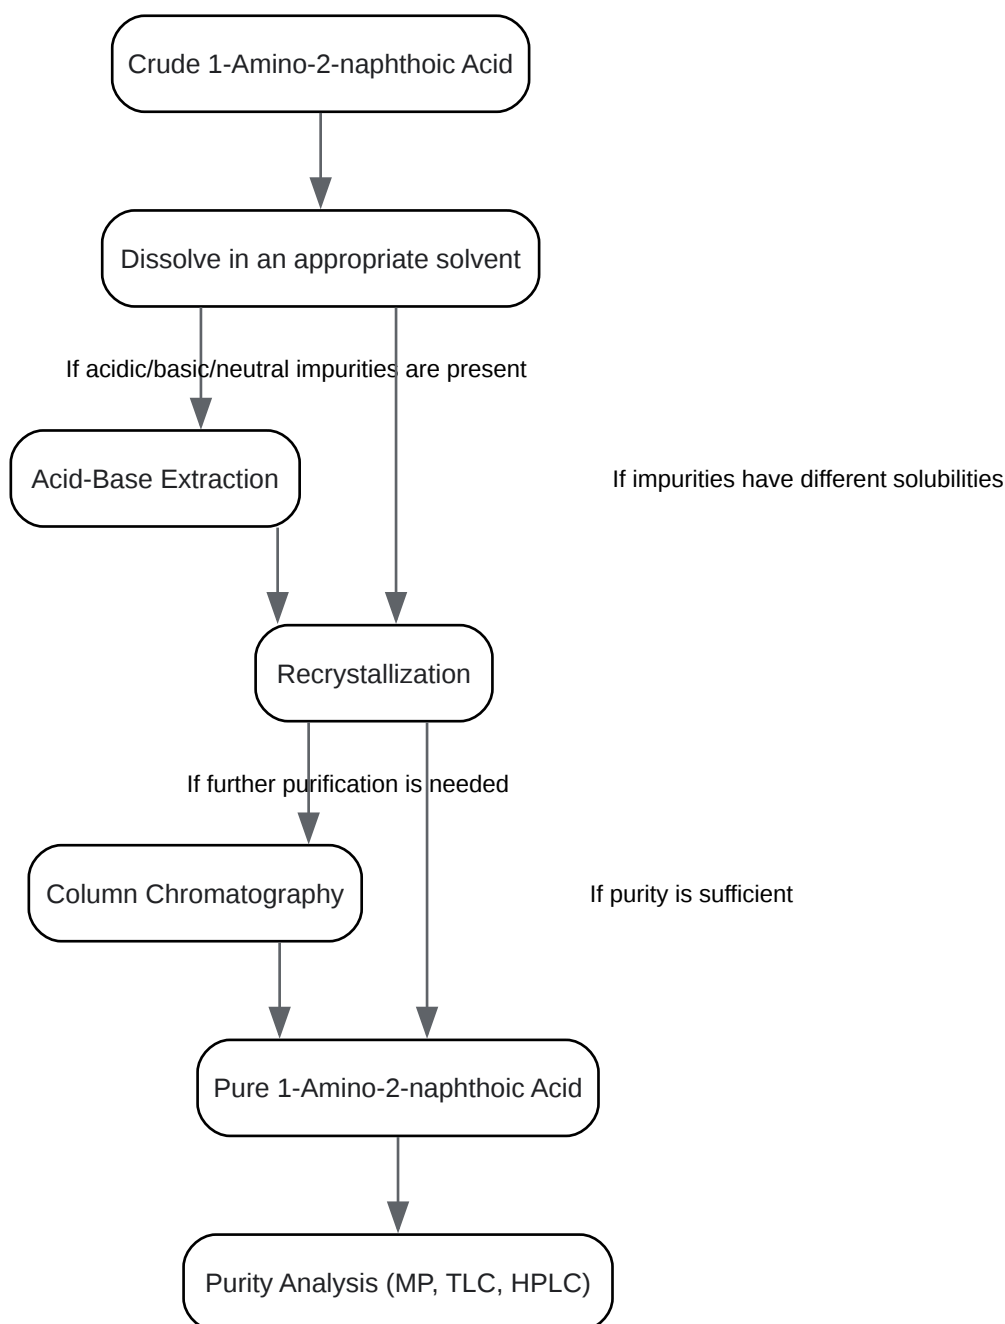 Crude 1-Amino-2-naphthoic Acid
Dissolve in an appropriate solvent
If acidic/basic/neutral impurities are present
Acid-Base Extraction
If impurities have different solubilities
Recrystallization
If further purification is needed
Column Chromatography
If purity is sufficient
Pure 1-Amino-2-naphthoic Acid
Purity Analysis (MP, TLC, HPLC)